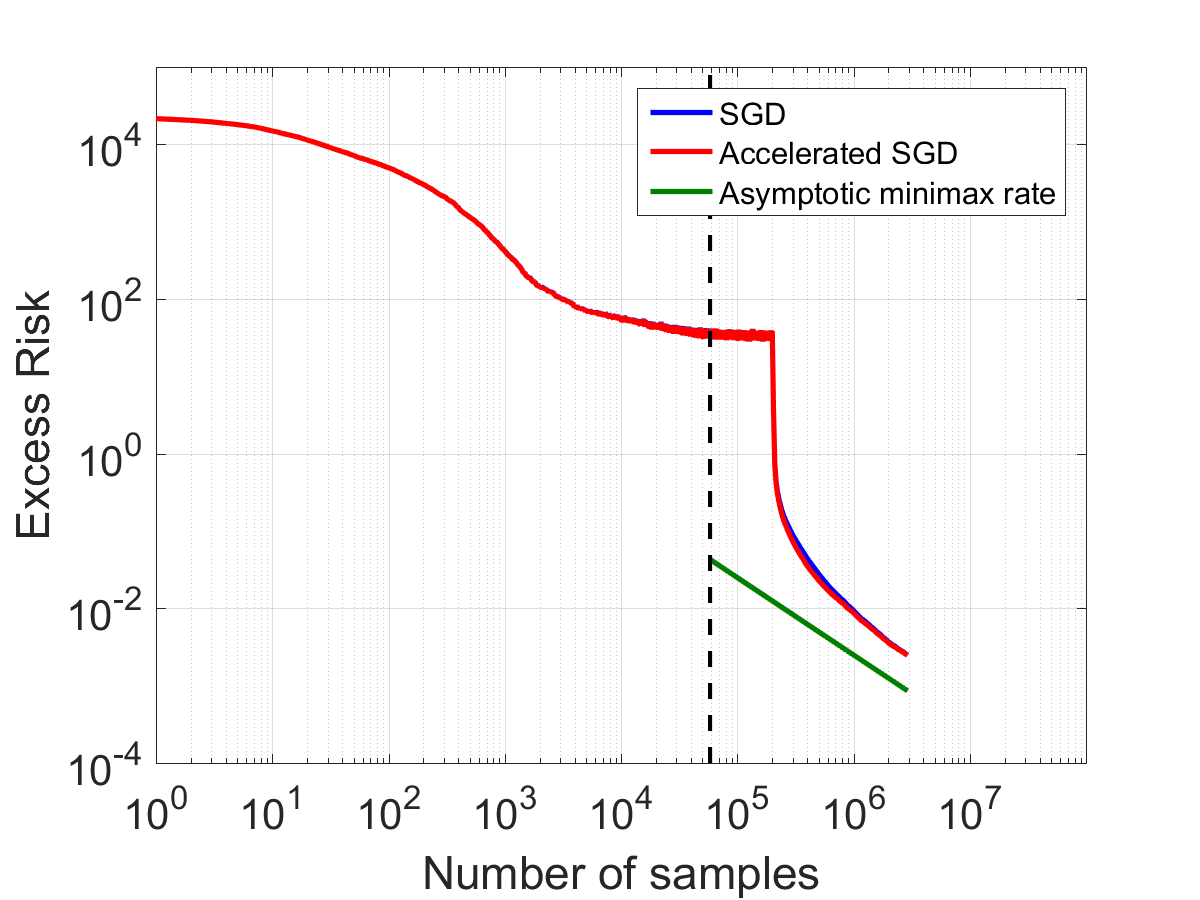 SGD
Accelerated SGD
Asymptotic minimax rate
10^4
10^2
10^0
10^-2
10^-4
Excess Risk
10^0 10^1 10^2 10^3 10^4 10^5 10^6 10^7
Number of samples